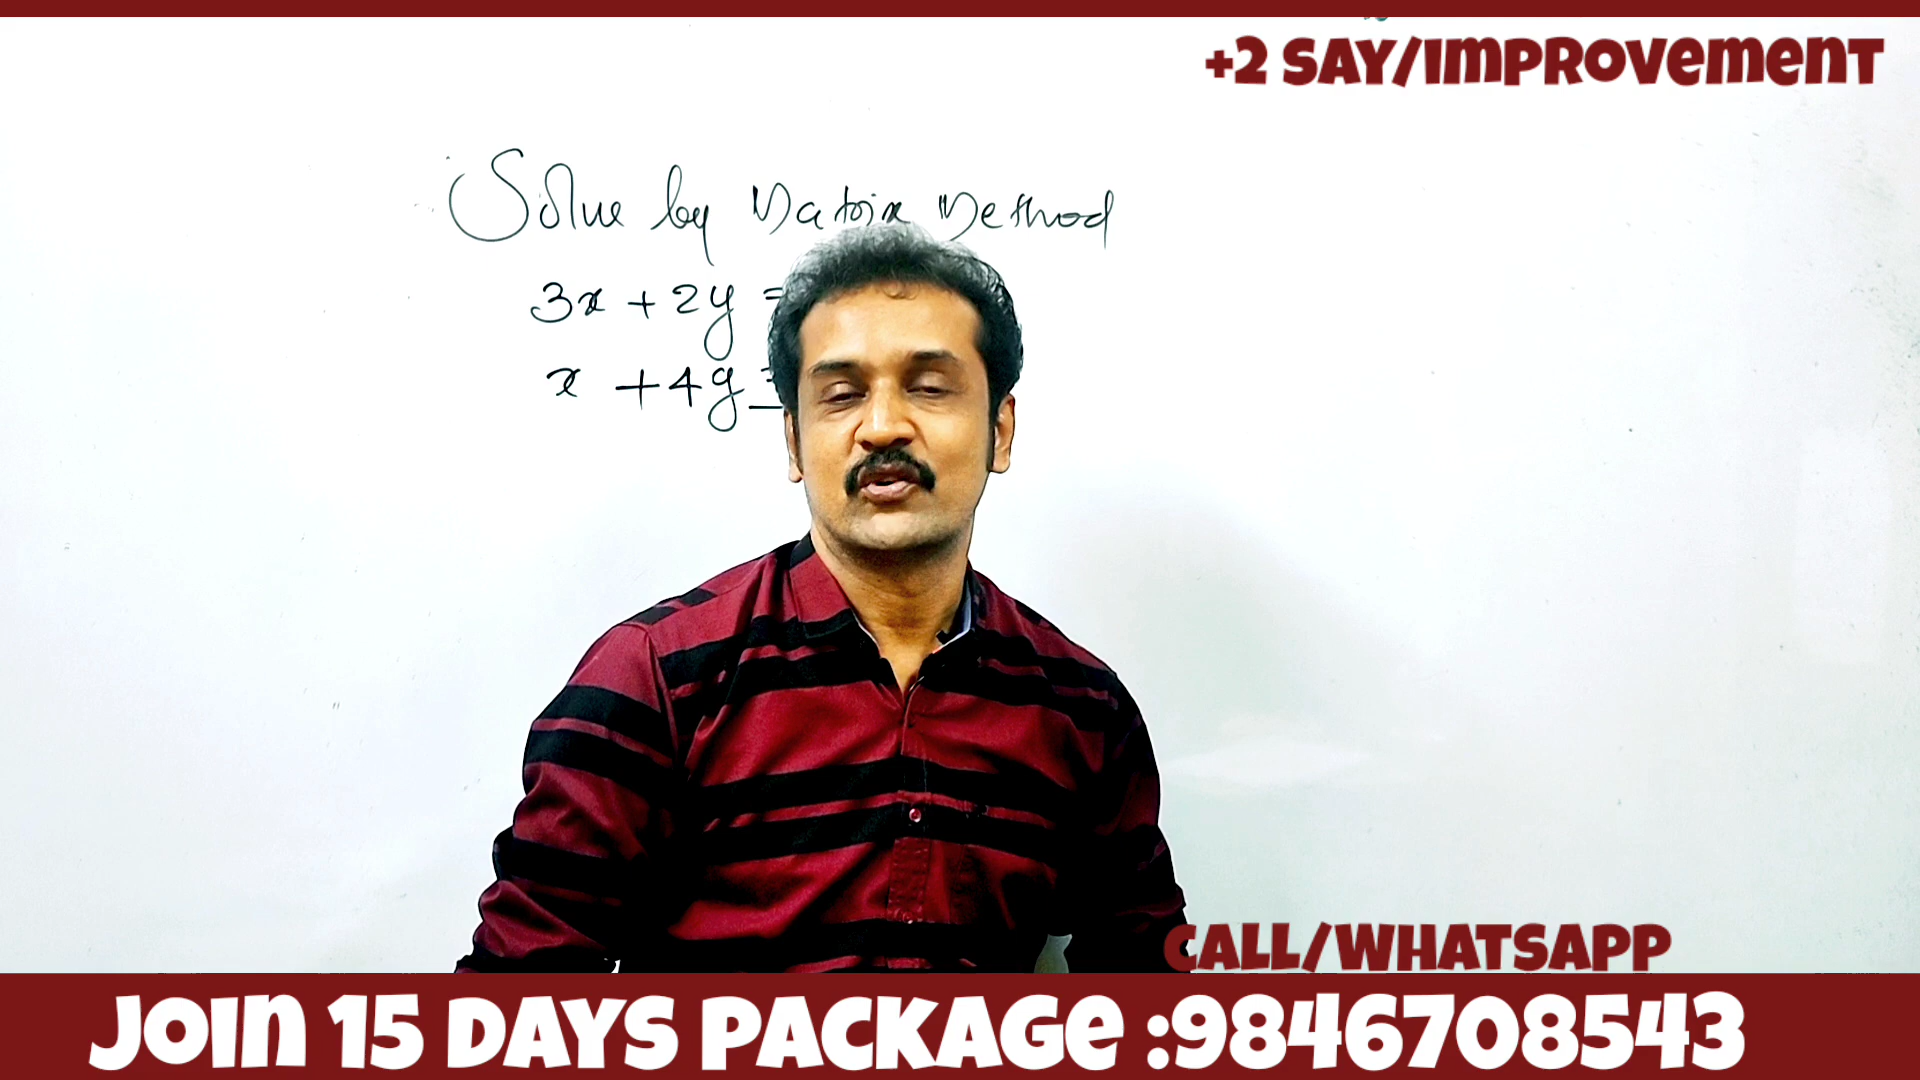 +2 SAY/IMPROVEMENT
Solve by Matrix Method
3x + 2y =
x + 4y =
CALL/WHATSAPP
JOIN 15 DAYS PACKAGE :9846708543